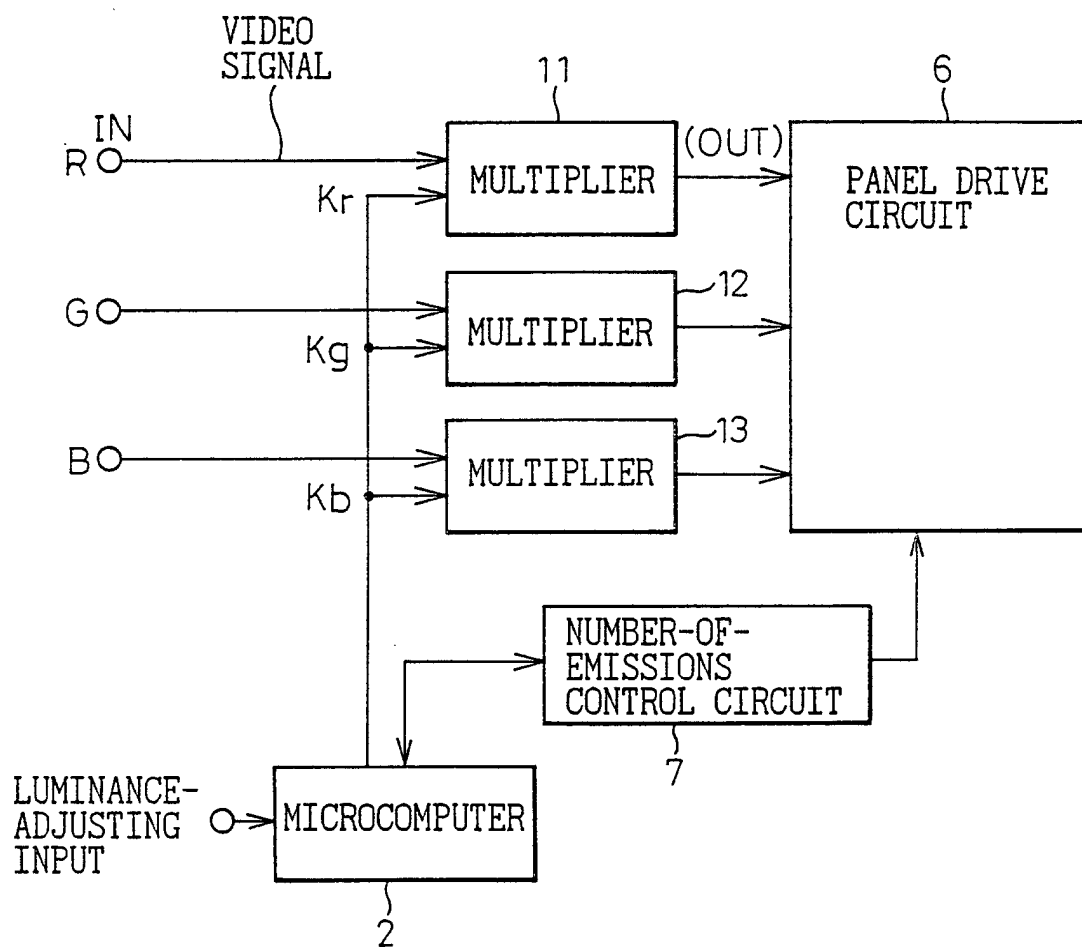 VIDEO
SIGNAL
11
6
IN
R
(OUT)
MULTIPLIER
PANEL DRIVE
CIRCUIT
Kr
12
G
MULTIPLIER
Kg
13
B
MULTIPLIER
Kb
NUMBER-OF-
EMISSIONS
CONTROL CIRCUIT
7
LUMINANCE-
ADJUSTING
INPUT
MICROCOMPUTER
2